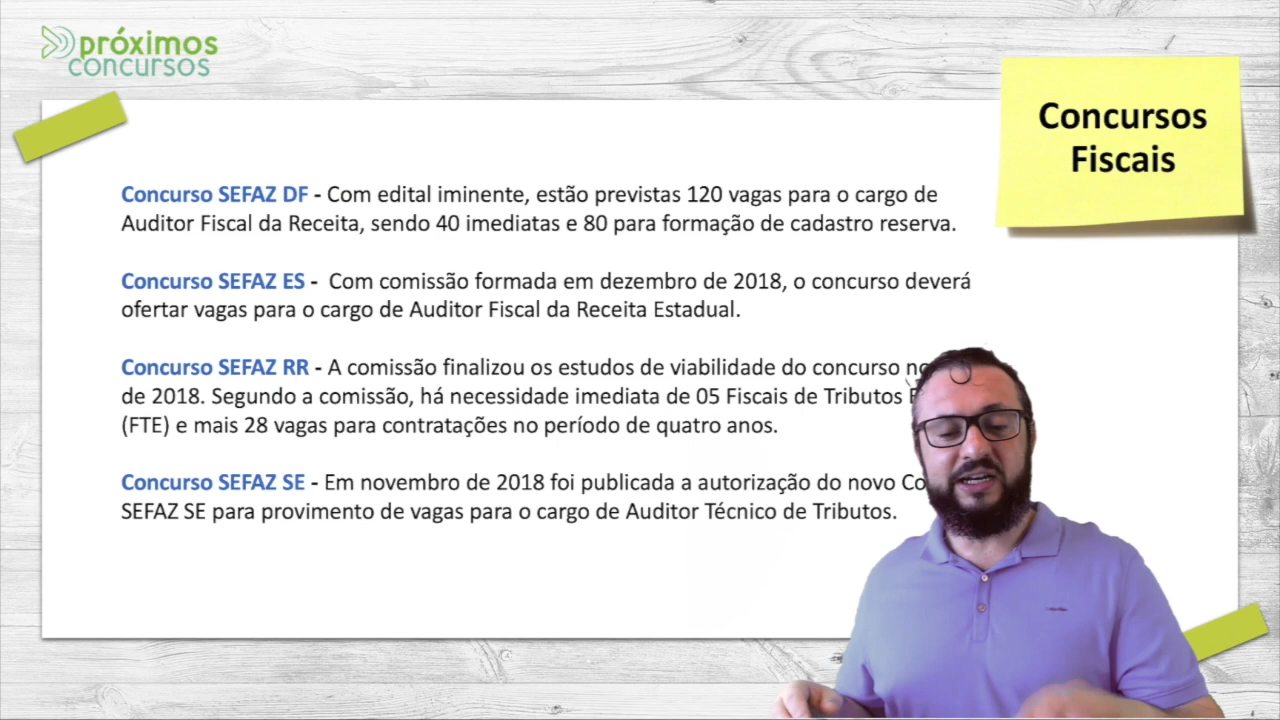 próximos
concursos
Concursos
Fiscais
Concurso SEFAZ DF - Com edital iminente, estão previstas 120 vagas para o cargo de
Auditor Fiscal da Receita, sendo 40 imediatas e 80 para formação de cadastro reserva.
Concurso SEFAZ ES - Com comissão formada em dezembro de 2018, o concurso deverá
ofertar vagas para o cargo de Auditor Fiscal da Receita Estadual.
Concurso SEFAZ RR - A comissão finalizou os estudos de viabilidade do concurso
de 2018. Segundo a comissão, há necessidade imediata de 05 Fiscais de Tributos
(FTE) e mais 28 vagas para contratações no período de quatro anos.
Concurso SEFAZ SE - Em novembro de 2018 foi publicada a autorização do novo
SEFAZ SE para provimento de vagas para o cargo de Auditor Técnico de Tributos.